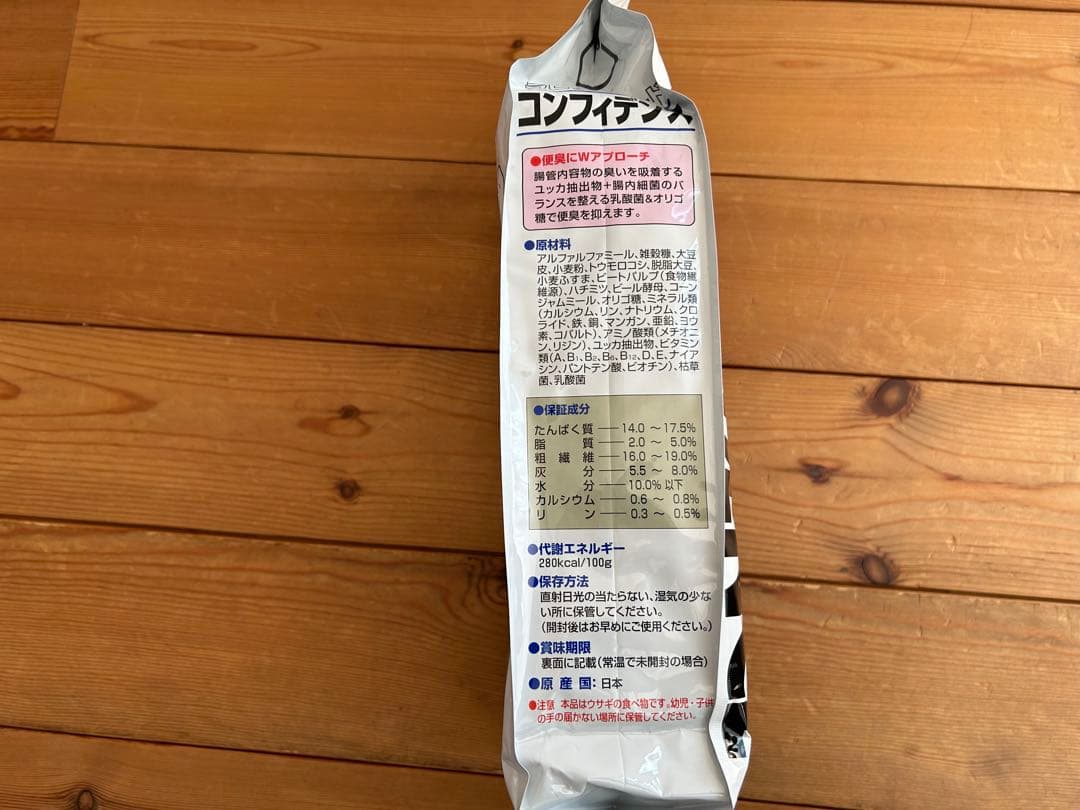 コンフィデンス
●便臭にWアプローチ
腸管内容物の臭いを吸着する
ユッカ抽出物+腸内細菌のバ
ランスを整える乳酸菌&オリゴ
糖で便臭を抑えます。
●原材料
アルファルファミール、雑穀糠、大豆
皮、小麦粉、トウモロコシ、脱脂大豆、
小麦ふすま、ビートパルプ(食物繊
維源)、ハチミツ、ビール酵母、コーン
ジャムミール、オリゴ糖、ミネラル類
(カルシウム、リン、ナトリウム、クロ
ライド、鉄、銅、マンガン、亜鉛、ヨウ
素、コバルト)、アミノ酸類(メチオニ
ン、リジン)、ユッカ抽出物、ビタミン
類(A、B₁、B₂、B₆、B₁₂、D、E、ナイア
シン、パントテン酸、ビオチン)、枯草
菌、乳酸菌
●保証成分
たんぱく質 14.0 ～ 17.5%
脂質 2.0 ～ 5.0%
粗繊維 16.0 ～ 19.0%
灰分 5.5 ～ 8.0%
水分 10.0% 以下
カルシウム 0.6 ～ 0.8%
リン 0.3 ～ 0.5%
●代謝エネルギー
280kcal/100g
●保存方法
直射日光の当たらない、湿気の少な
い所に保管してください。
(開封後はお早めにご使用ください。)
●賞味期限
裏面に記載(常温で未開封の場合)
●原産国:日本
●注意 本品はウサギの食べ物です。幼児・子供
の手の届かない場所に保管してください。